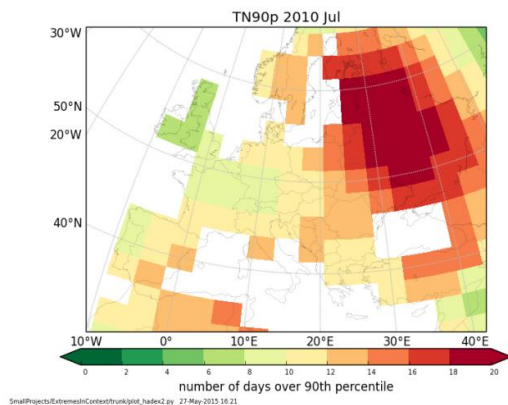 TN90p 2010 Jul
30°W
50°N
20°W
40°N
10°W 0° 10°E 20°E 30°E 40°E
0 2 4 6 8 10 12 14 16 18 20
number of days over 90th percentile
SmallProjects/ExtremesInContext/trunk/plot_hadex2.py 27-May-2015 16:21